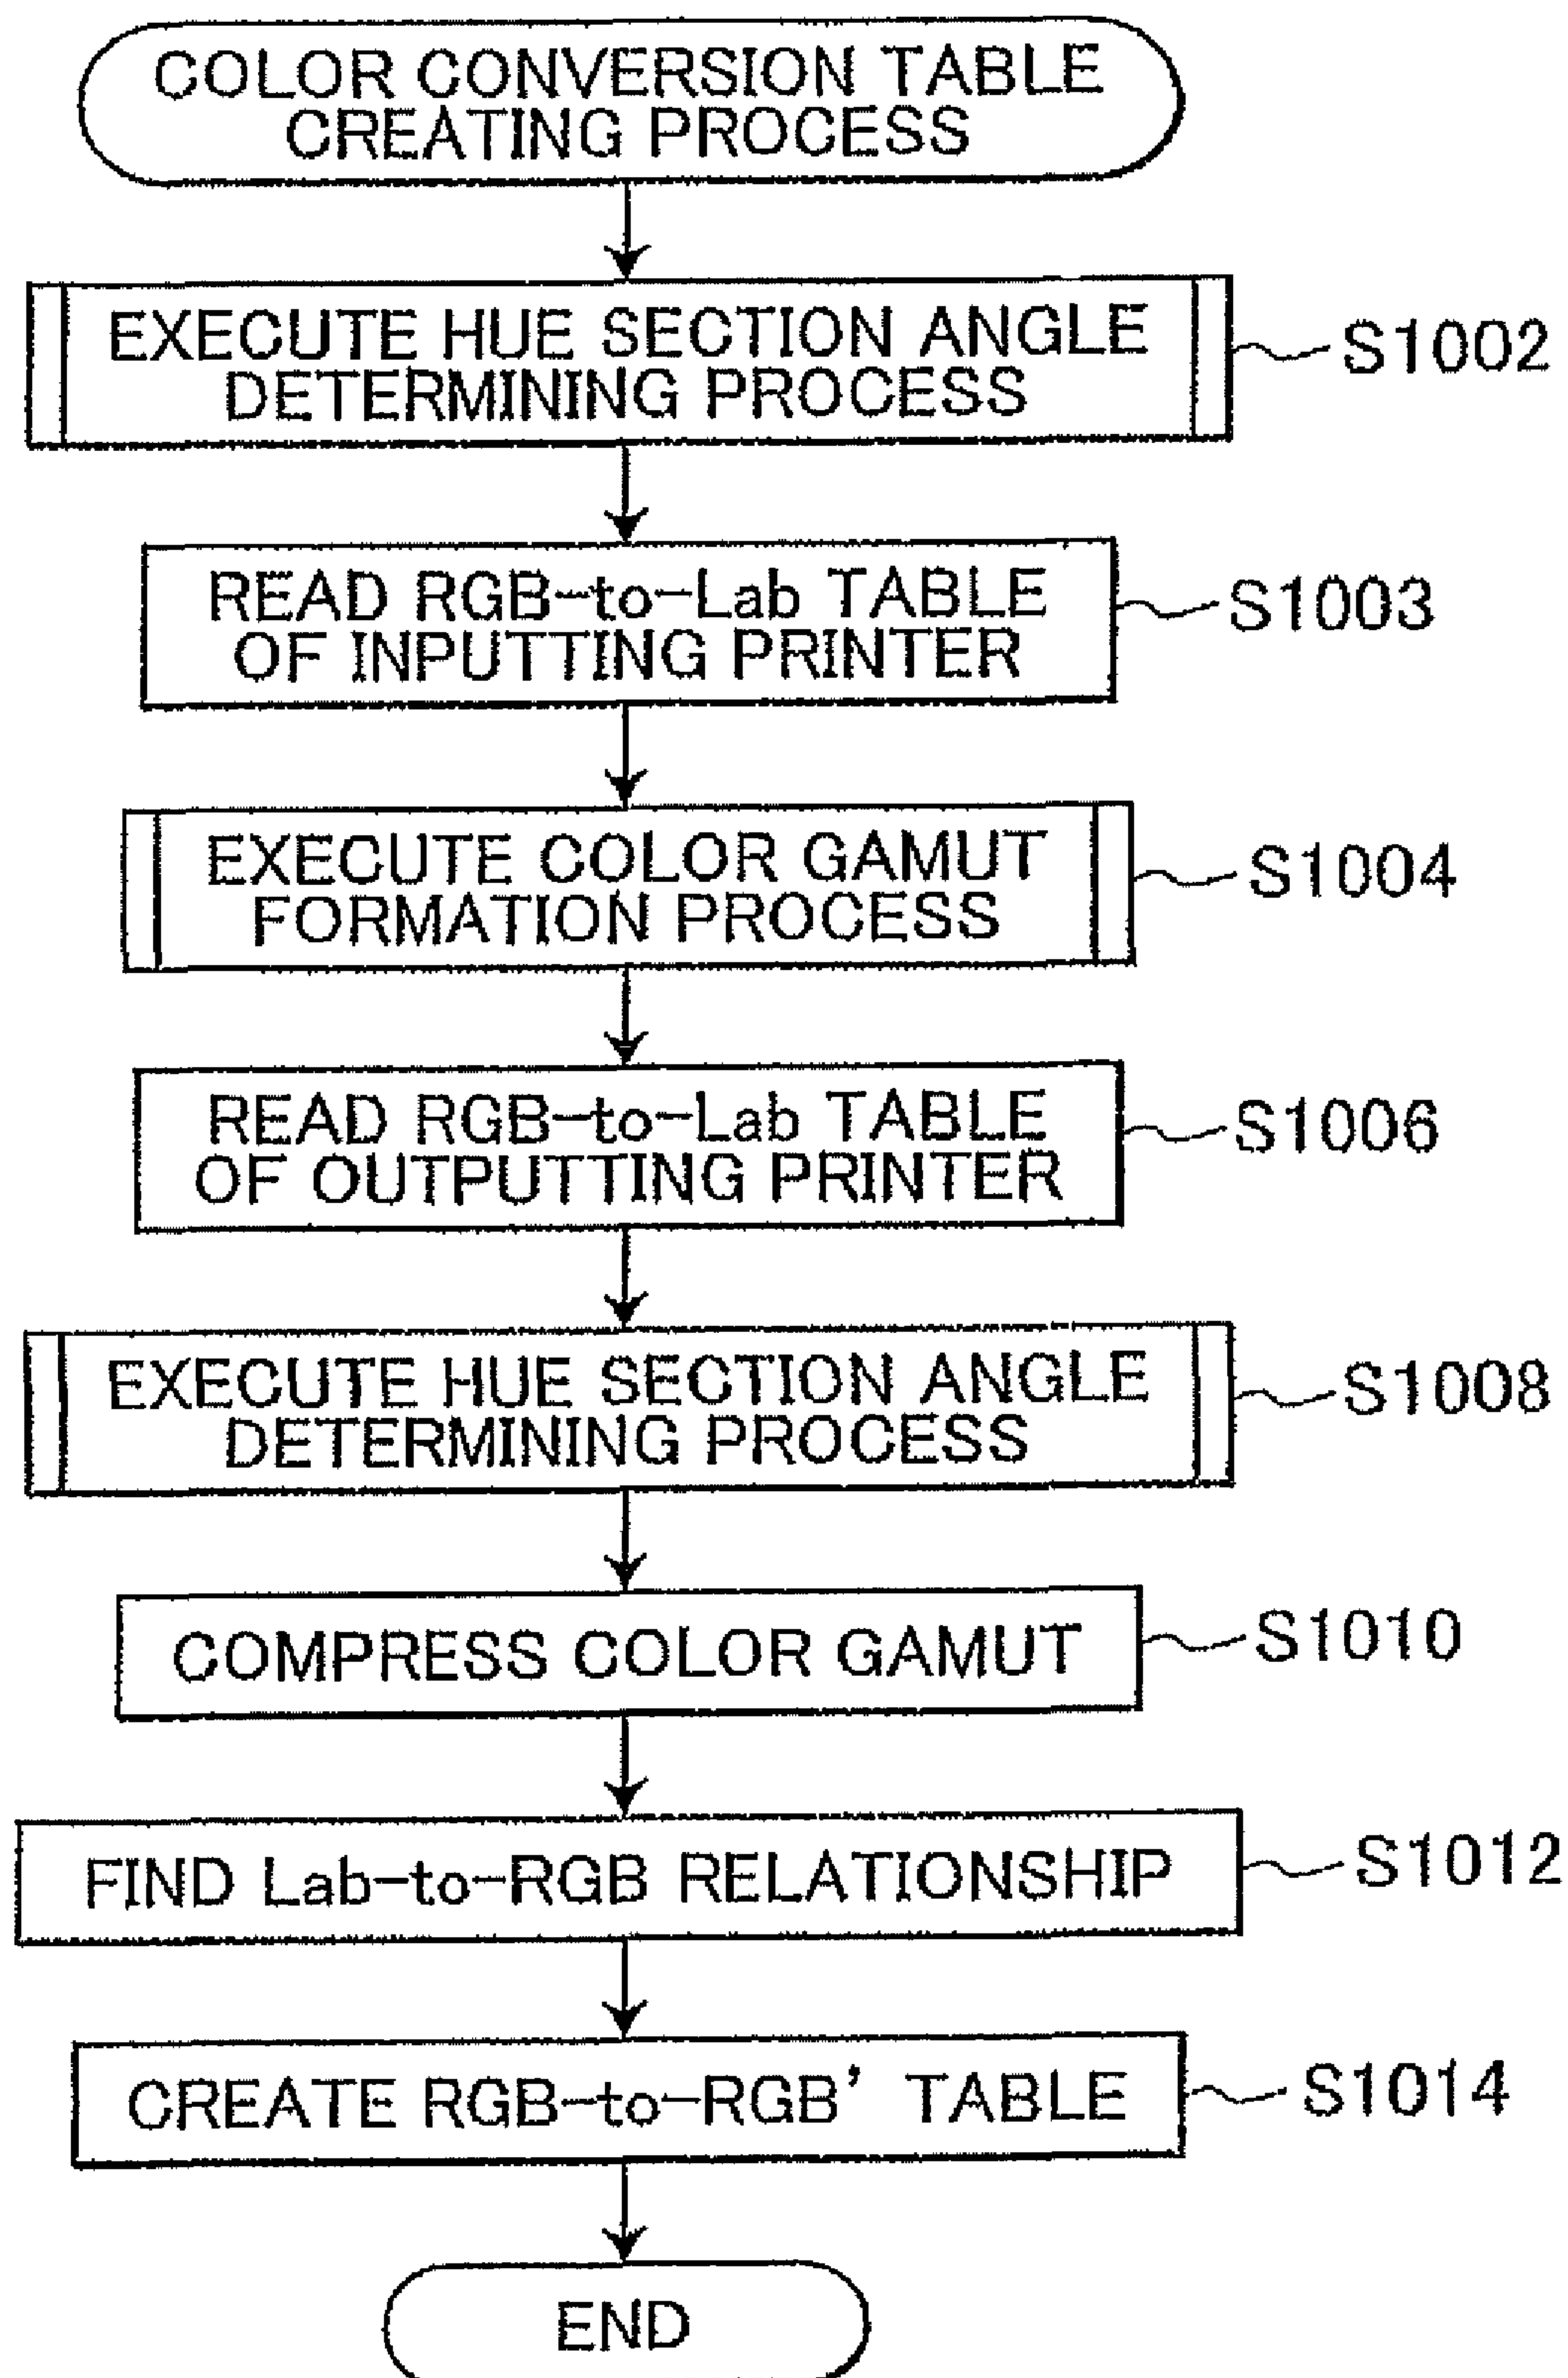 COLOR CONVERSION TABLE
CREATING PROCESS
EXECUTE HUE SECTION ANGLE
DETERMINING PROCESS
S1002
READ RGB-to-Lab TABLE
OF INPUTTING PRINTER
S1003
EXECUTE COLOR GAMUT
FORMATION PROCESS
S1004
READ RGB-to-Lab TABLE
OF OUTPUTTING PRINTER
S1006
EXECUTE HUE SECTION ANGLE
DETERMINING PROCESS
S1008
COMPRESS COLOR GAMUT
S1010
FIND Lab-to-RGB RELATIONSHIP
S1012
CREATE RGB-to-RGB' TABLE
S1014
END